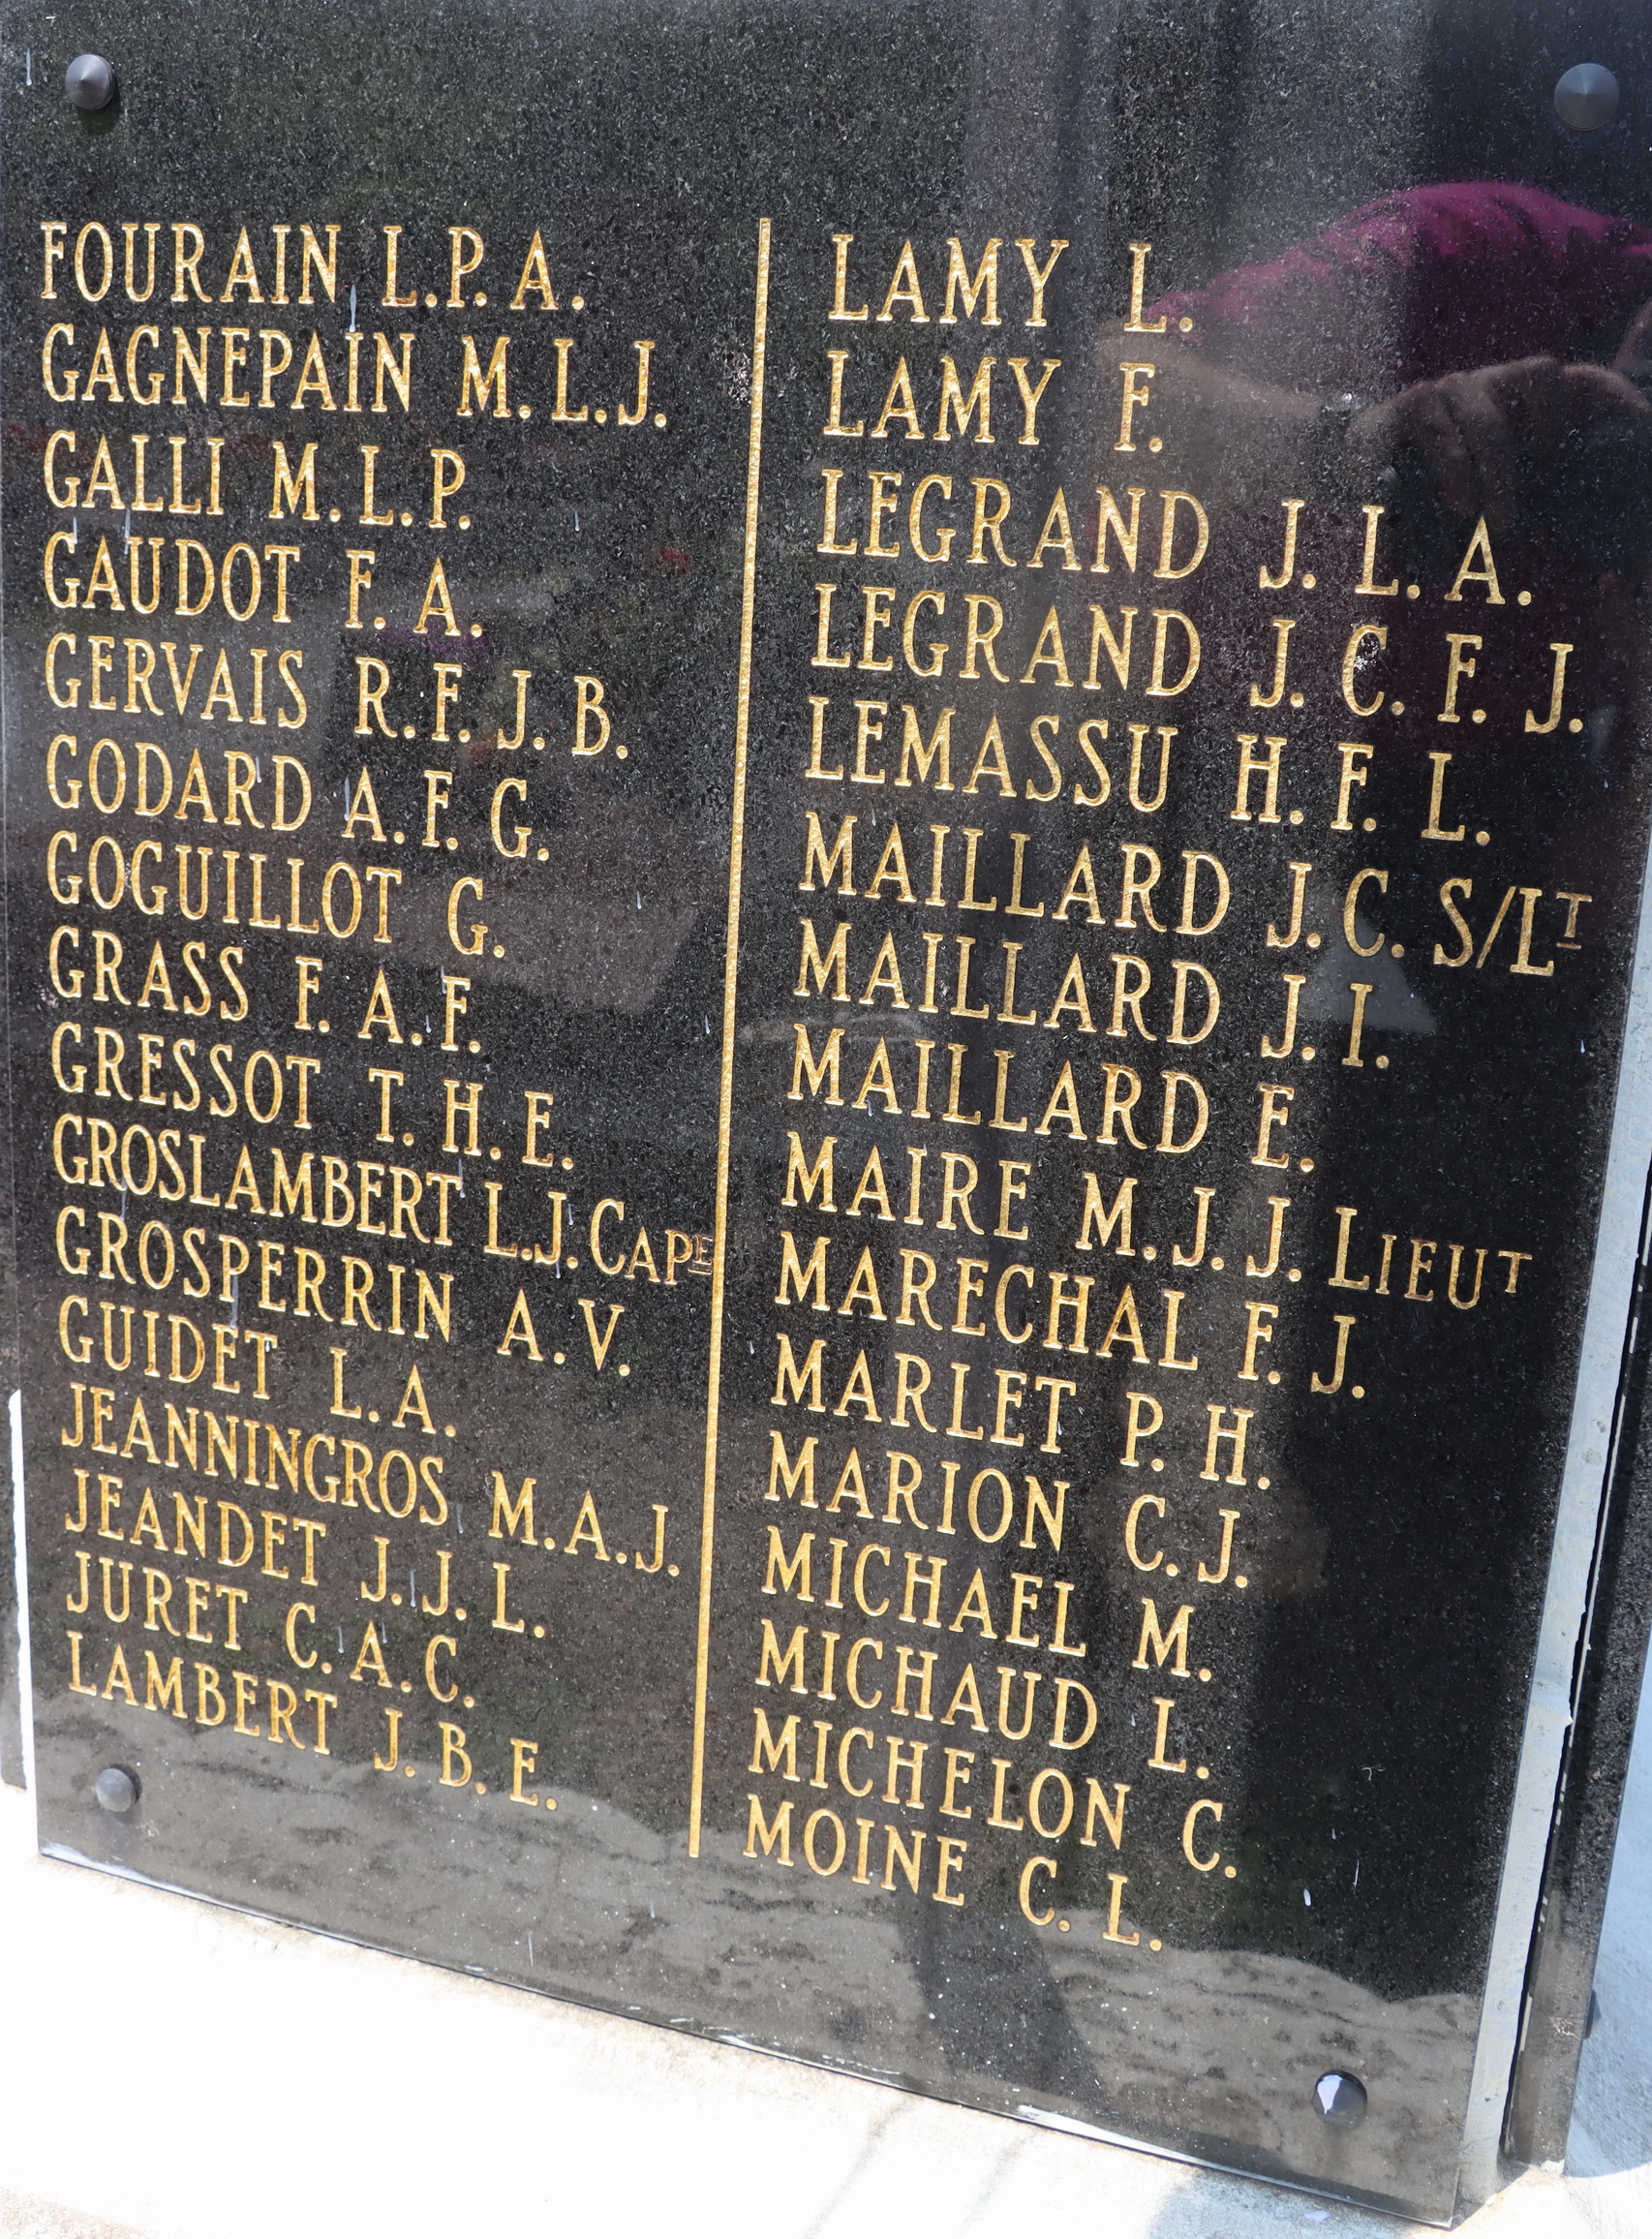 FOURAIN L.P. A.
GAGNEPAIN M. L. J.
GALLI M. L. P.
GAUDOT F. A.
GERVAIS R. F. J. B.
GODARD A. F. G.
GOGUILLOT G.
GRASS F. A. F.
GRESSOT T. H. E.
GROSLAMBERT L.J. CAPE
GROSPERRIN A. V.
GUIDET L. A.
JEANNINGROS M. A. J.
JEANDET J. J. L.
JURET C. A. C.
LAMBERT J. B. E.
LAMY L.
LAMY F.
LEGRAND J. L. A.
LEGRAND J. C. F. J.
LEMASSU H. F. L.
MAILLARD J. C. S/LT
MAILLARD J. I.
MAILLARD E.
MAIRE M. J. J. LIEUT
MARECHAL F. J.
MARLET P. H.
MARION C. J.
MICHAEL M.
MICHAUD L.
MICHELON C.
MOINE C. L.